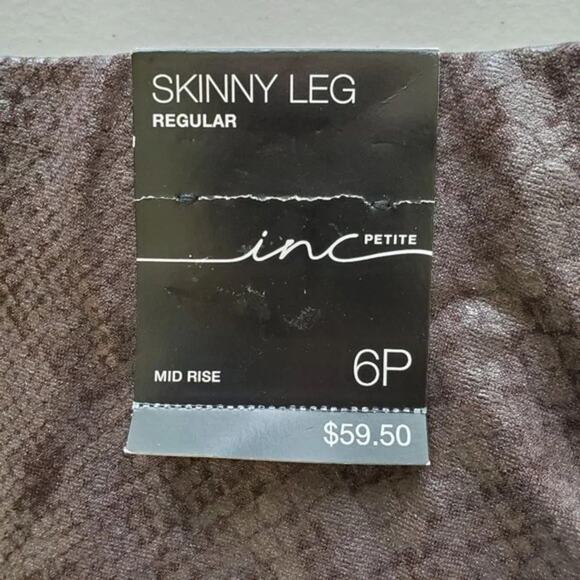 SKINNY LEG
REGULAR
inc PETITE
MID RISE
6P
$59.50